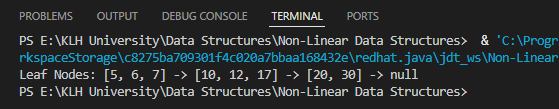 PROBLEMS OUTPUT DEBUG CONSOLE TERMINAL PORTS
PS E:\KLH University\Data Structures\Non-Linear Data Structures> & 'C:\Progr
rkspaceStorage\c8275ba709301f4c020a7bbaa168432e\redhat.java\jdt_ws\Non-Linear
Leaf Nodes: [5, 6, 7] -> [10, 12, 17] -> [20, 30] -> null
PS E:\KLH University\Data Structures\Non-Linear Data Structures>